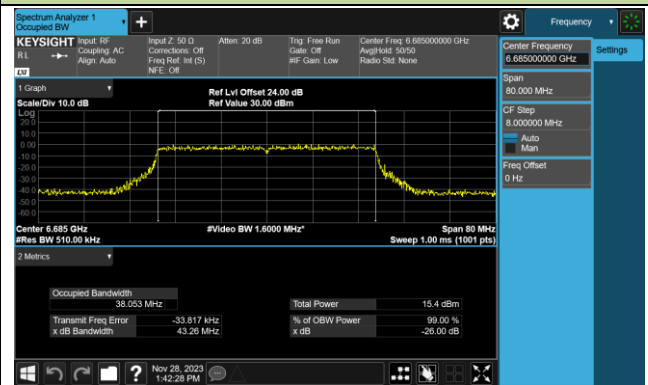 Spectrum Analyzer 1
Occupied BW
Frequency
KEYSIGHT
Input: RF
Coupling: AC
Align: Auto
Input Z: 50 Ω
Corrections: Off
Freq Ref: Int (S)
NFE: Off
Atten: 20 dB
Trig: Free Run
Gate: Off
#IF Gain: Low
Center Freq: 6.685000000 GHz
Avg|Hold: 50/50
Radio Std: None
R L
LXI
Center Frequency
6.685000000 GHz
Settings
Span
80.000 MHz
CF Step
8.000000 MHz
Auto
Man
Freq Offset
0 Hz
1 Graph
Scale/Div 10.0 dB
Ref Lvl Offset 24.00 dB
Ref Value 30.00 dBm
Log
20.0
10.0
0.00
-10.0
-20.0
-30.0
-40.0
-50.0
-60.0
Center 6.685 GHz
#Res BW 510.00 kHz
#Video BW 1.6000 MHz*
Span 80 MHz
Sweep 1.00 ms (1001 pts)
2 Metrics
Occupied Bandwidth
38.053 MHz
Total Power 15.4 dBm
Transmit Freq Error -33.817 kHz
% of OBW Power 99.00 %
x dB Bandwidth 43.26 MHz
x dB -26.00 dB
?
Nov 28, 2023
1:42:28 PM